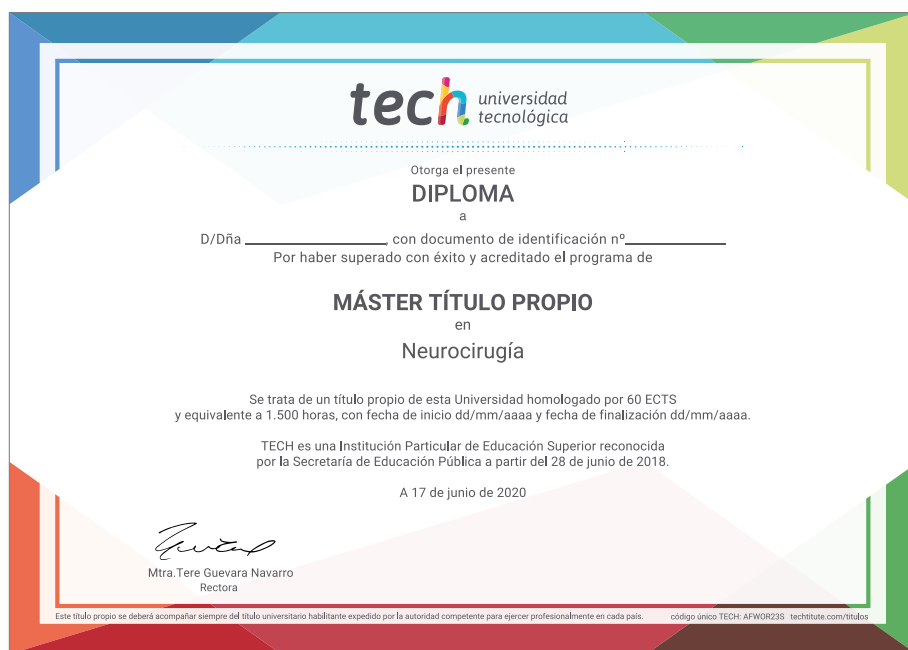 tech universidad
tecnológica
Otorga el presente
DIPLOMA
a
D/Dña ____________________, con documento de identificación nº______________
Por haber superado con éxito y acreditado el programa de
MÁSTER TÍTULO PROPIO
en
Neurocirugía
Se trata de un título propio de esta Universidad homologado por 60 ECTS
y equivalente a 1.500 horas, con fecha de inicio dd/mm/aaaa y fecha de finalización dd/mm/aaaa.
TECH es una Institución Particular de Educación Superior reconocida
por la Secretaría de Educación Pública a partir del 28 de junio de 2018.
A 17 de junio de 2020
Mtra.Tere Guevara Navarro
Rectora
Este título propio se deberá acompañar siempre del título universitario habilitante expedido por la autoridad competente para ejercer profesionalmente en cada país. código único TECH: AFWOR23S techtitute.com/titulos